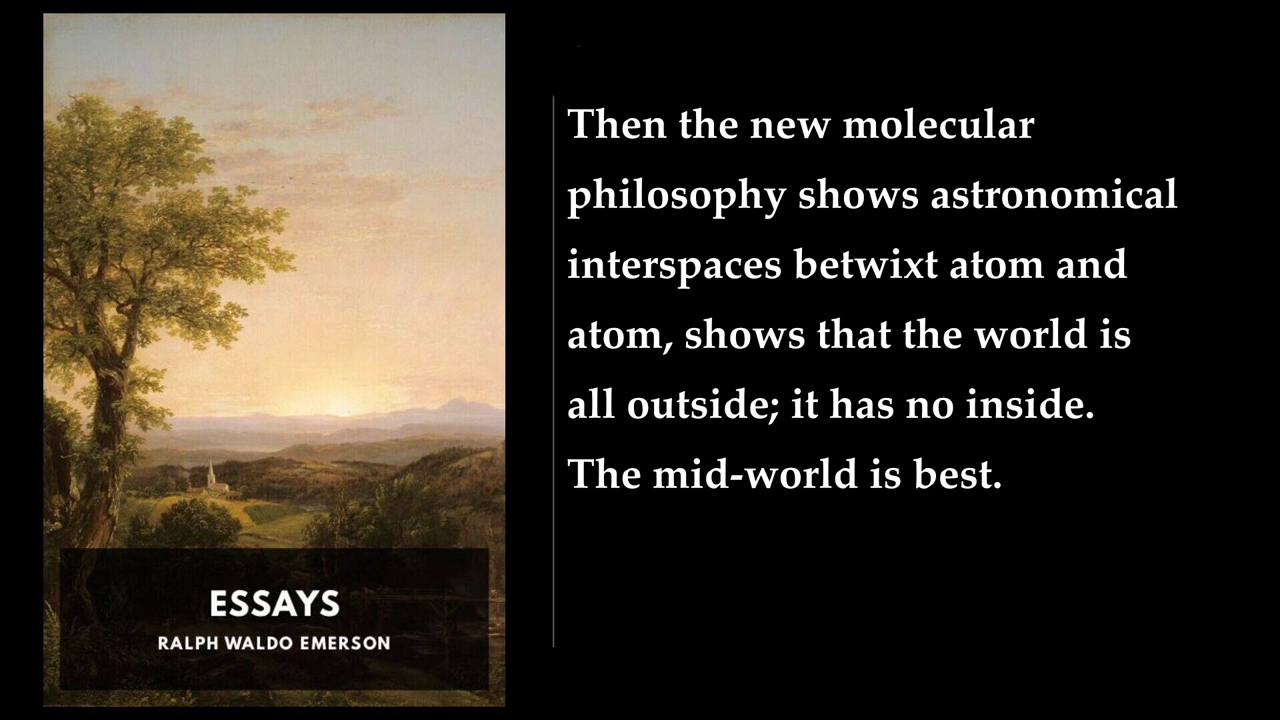 ESSAYS
RALPH WALDO EMERSON
Then the new molecular
philosophy shows astronomical
interspaces betwixt atom and
atom, shows that the world is
all outside; it has no inside.
The mid-world is best.